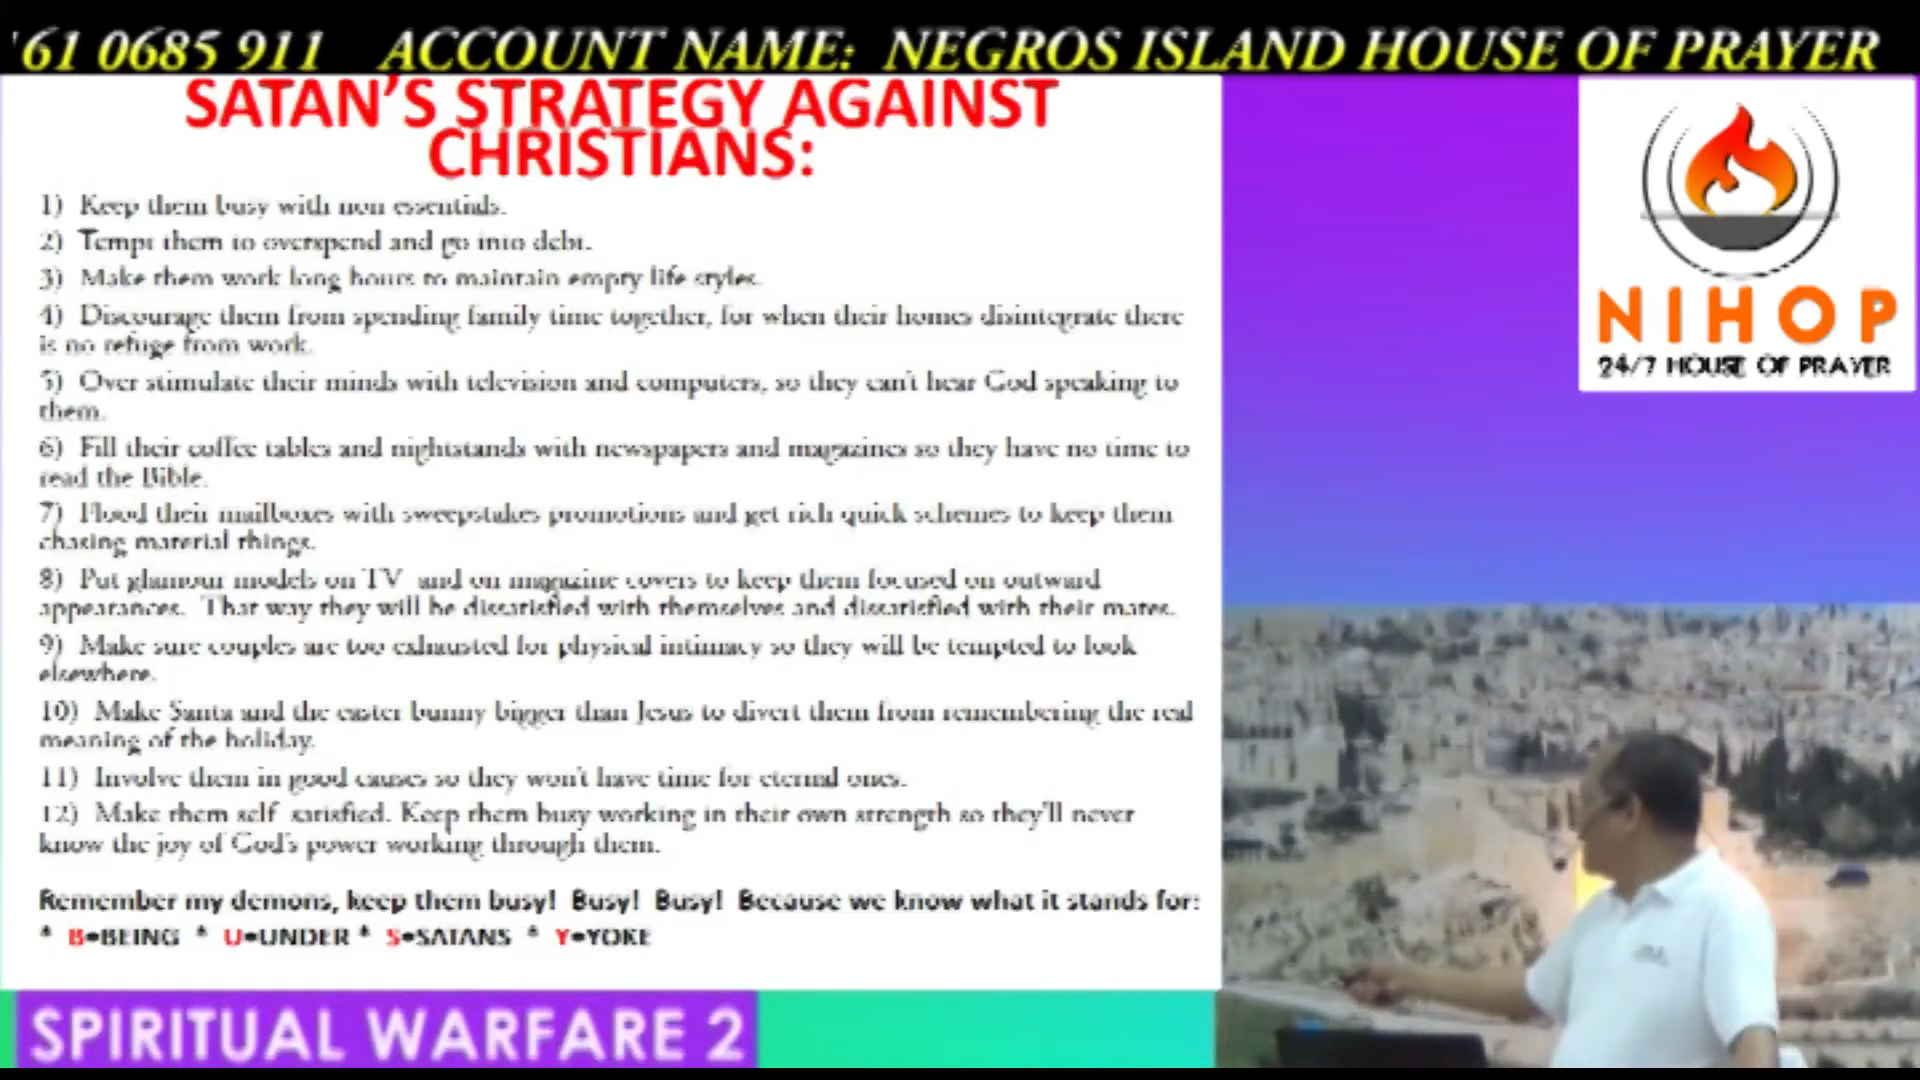 '61 0685 911 ACCOUNT NAME: NEGROS ISLAND HOUSE OF PRAYER
SATAN'S STRATEGY AGAINST
CHRISTIANS:
1) Keep them busy with non essentials.
2) Tempt them to overspend and go into debt.
3) Make them work long hours to maintain empty life styles.
4) Discourage them from spending family time together, for when their homes disintegrate there
is no refuge from work.
5) Over stimulate their minds with television and computers, so they can't hear God speaking to
them.
6) Fill their coffee tables and nightstands with newspapers and magazines so they have no time to
read the Bible.
7) Flood their mailboxes with sweepstakes promotions and get rich quick schemes to keep them
chasing material things.
8) Put glamour models on TV and on magazine covers to keep them focused on outward
appearances. That way they will be dissatisfied with themselves and dissatisfied with their mates.
9) Make sure couples are too exhausted for physical intimacy so they will be tempted to look
elsewhere.
10) Make Santa and the easter bunny bigger than Jesus to divert them from remembering the real
meaning of the holiday.
11) Involve them in good causes so they won't have time for eternal ones.
12) Make them self satisfied. Keep them busy working in their own strength so they'll never
know the joy of God's power working through them.
Remember my demons, keep them busy! Busy! Busy! Because we know what it stands for:
* B=BEING * U=UNDER * S=SATANS * Y=YOKE
SPIRITUAL WARFARE 2
NIHOP
24/7 HOUSE OF PRAYER